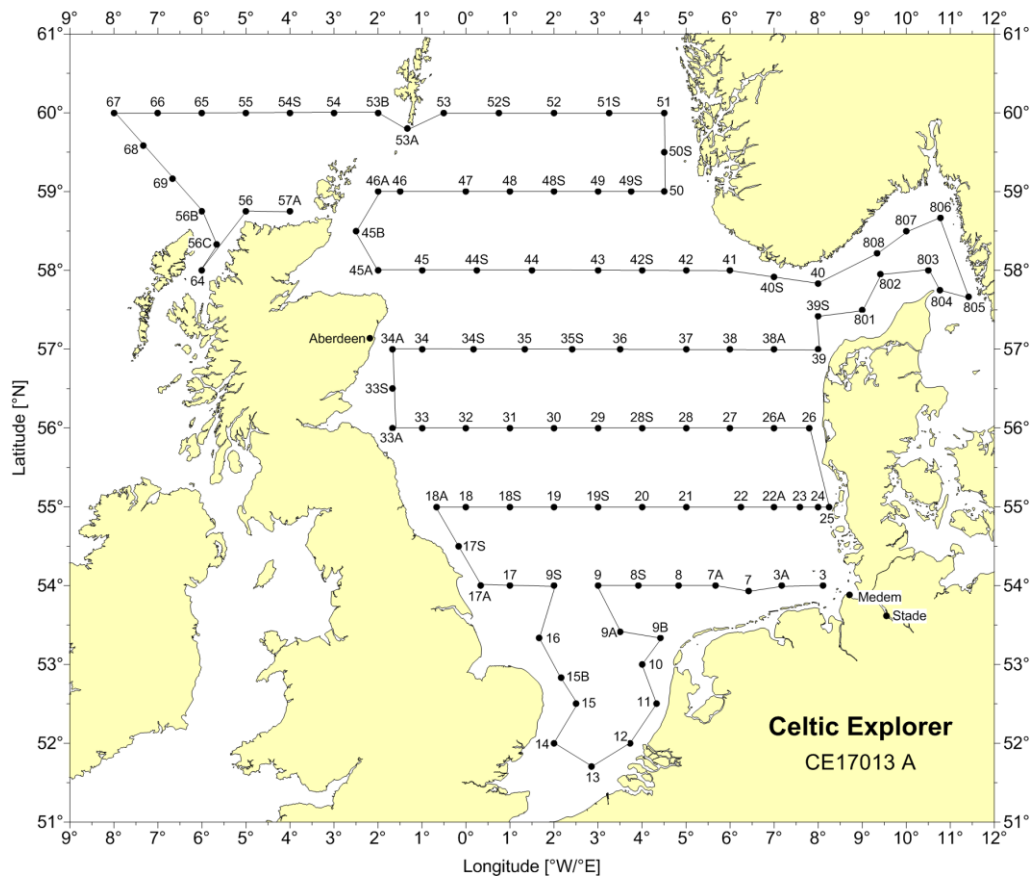 9° 8° 7° 6° 5° 4° 3° 2° 1° 0° 1° 2° 3° 4° 5° 6° 7° 8° 9° 10° 11° 12°
61° 61°
67 66 65 55 54S 54 53B 53 52S 52 51S 51
60° 60°
53A
68 50S
69 46A 46 47 48 48S 49 49S
59° 50 59°
56B 56 57A 806
807
56C 45B 808
64 45A 45 44S 44 43 42S 42 41 40 803
58° 58°
40S 802
804
805
39S 801
Aberdeen 34A 34 34S 35 35S 36 37 38 38A
57° 39 57°
33S
33 32 31 30 29 28S 28 27 26A 26
56° 33A 56°
Latitude [°N]
18A 18 18S 19 19S 20 21 22 22A 23 24
55° 25 55°
17S
17 9S 9 8S 8 7A 7 3A 3
54° 17A 54°
Medem
9A 9B Stade
16
53° 10 53°
15B
15 11
Celtic Explorer
52° 14 12 52°
CE17013 A
13
51° 51°
9° 8° 7° 6° 5° 4° 3° 2° 1° 0° 1° 2° 3° 4° 5° 6° 7° 8° 9° 10° 11° 12°
Longitude [°W/°E]